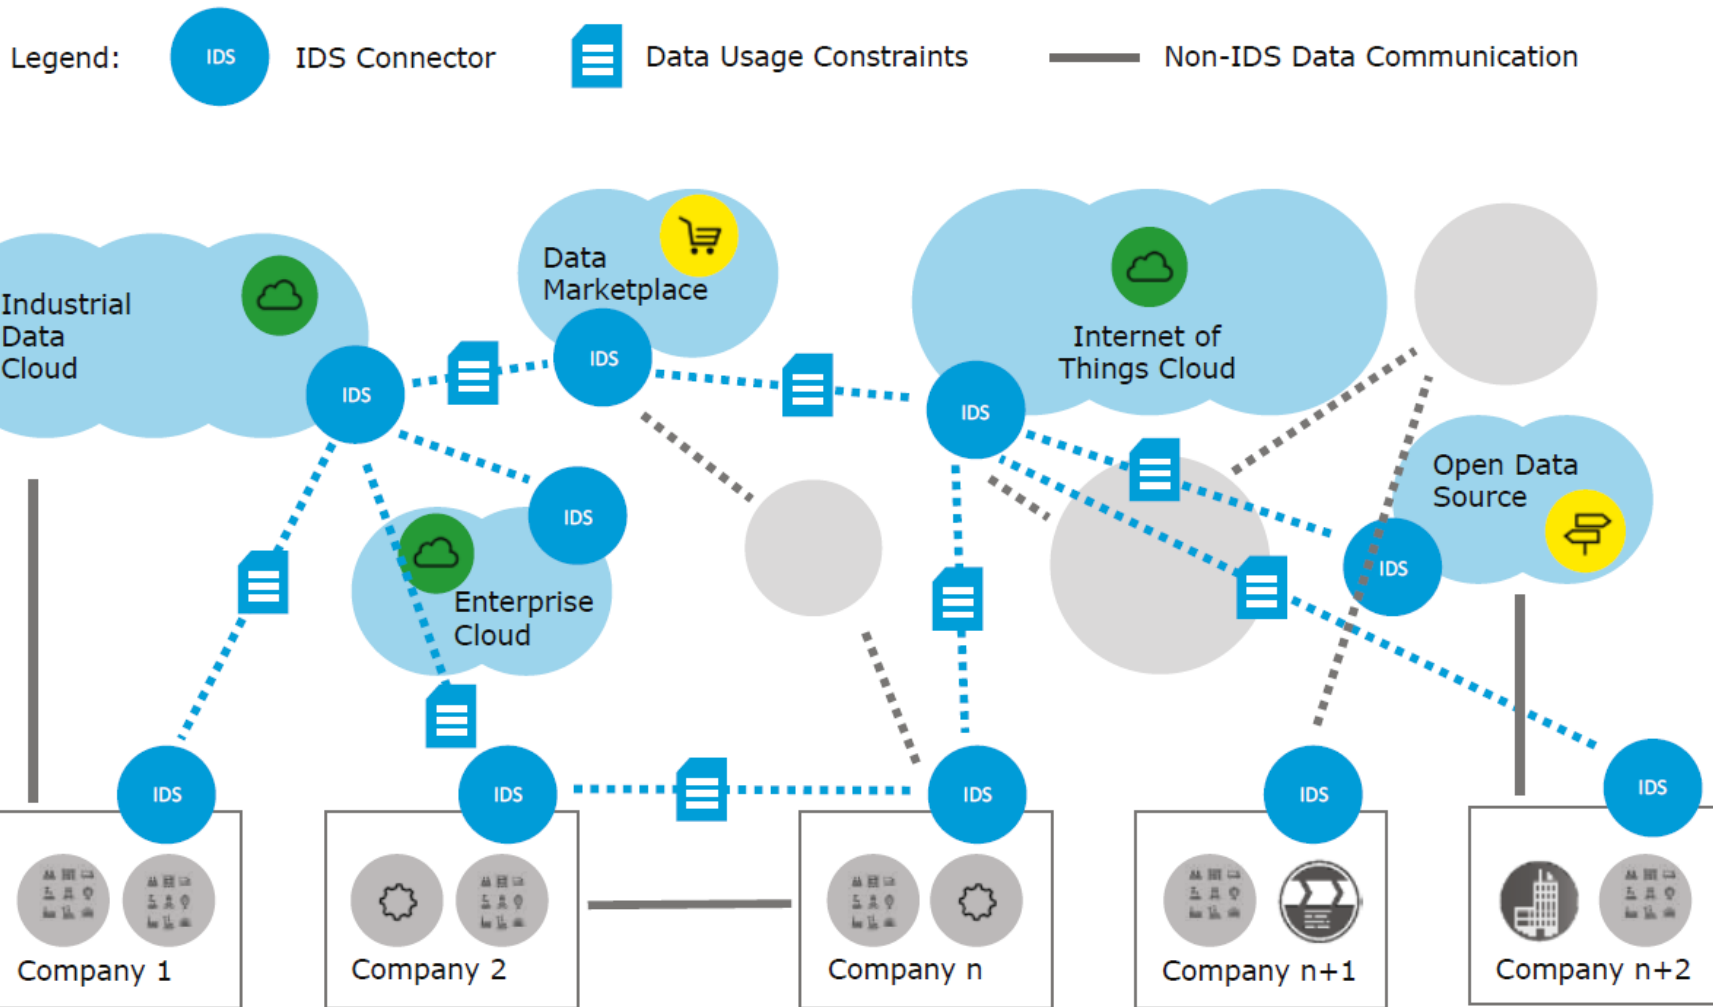 Legend:
IDS
IDS Connector
Data Usage Constraints
Non-IDS Data Communication
Industrial
Data
Cloud
IDS
Data
Marketplace
IDS
Internet of
Things Cloud
IDS
Open Data
Source
IDS
Enterprise
Cloud
IDS
IDS
IDS
IDS
IDS
IDS
Company 1
Company 2
Company n
Company n+1
Company n+2